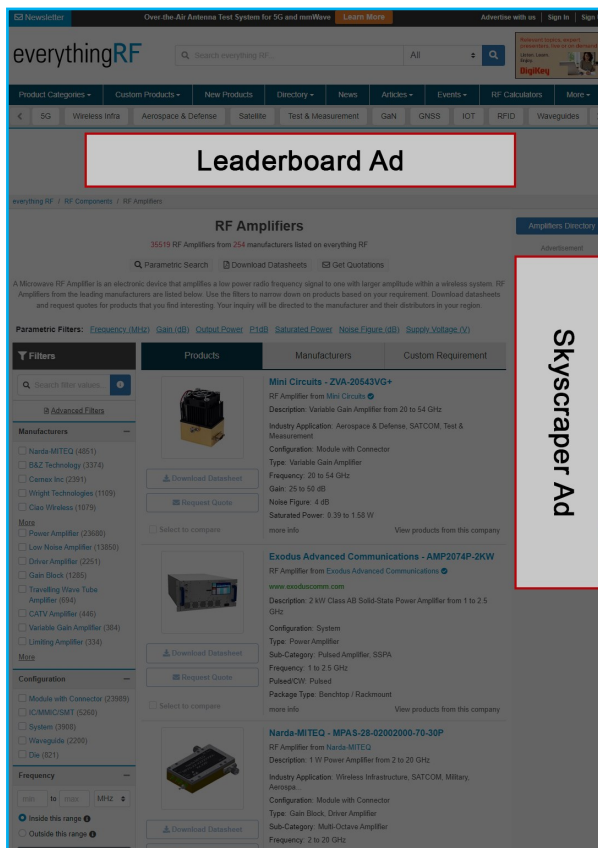 Newsletter
Over-the-Air Antenna Test System for 5G and mmWave Learn More
Advertise with us | Sign In | Sign
everythingRF
Search everything RF
All
Relevant topics, expert
presenters, live or on demand
Listen. Learn.
Enjoy.
DigiKey
Product Categories Custom Products New Products Directory News Articles Events RF Calculators More
5G Wireless Infra Aerospace & Defense Satellite Test & Measurement GaN GNSS IOT RFID Waveguides
Leaderboard Ad
everything RF / RF Components / RF Amplifiers
RF Amplifiers
Amplifiers Directory
35519 RF Amplifiers from 254 manufacturers listed on everything RF
Advertisement
Parametric Search Download Datasheets Get Quotations
A Microwave RF Amplifier is an electronic device that amplifies a low power radio frequency signal to one with larger amplitude within a wireless system. RF
Amplifiers from the leading manufacturers are listed below. Use the filters to narrow down on products based on your requirement. Download datasheets
and request quotes for products that you find interesting. Your inquiry will be directed to the manufacturer and their distributors in your region.
Skyscraper Ad
Parametric Filters: Frequency (MHz) Gain (dB) Output Power P1dB Saturated Power Noise Figure (dB) Supply Voltage (V)
Filters
Products Manufacturers Custom Requirement
Search filter values..
Advanced Filters
Manufacturers
Narda-MITEQ (4851)
B&Z Technology (3374)
Cernex Inc (2391)
Wright Technologies (1109)
Ciao Wireless (1079)
More
Power Amplifier (23680)
Low Noise Amplifier (13850)
Driver Amplifier (2251)
Gain Block (1285)
Travelling Wave Tube
Amplifier (694)
CATV Amplifier (446)
Variable Gain Amplifier (384)
Limiting Amplifier (334)
More
Configuration
Module with Connector (23989)
IC/MMIC/SMT (6260)
System (3908)
Waveguide (2200)
Die (821)
Frequency
min to max MHz
Inside this range
Outside this range
Mini Circuits - ZVA-20543VG+
RF Amplifier from Mini Circuits
Description: Variable Gain Amplifier from 20 to 54 GHz
Industry Application: Aerospace & Defense, SATCOM, Test &
Measurement
Configuration: Module with Connector
Type: Variable Gain Amplifier
Frequency: 20 to 54 GHz
Gain: 25 to 50 dB
Noise Figure: 4 dB
Saturated Power: 0.39 to 1.58 W
Download Datasheet
Request Quote
Select to compare
more info View products from this company
Exodus Advanced Communications - AMP2074P-2KW
RF Amplifier from Exodus Advanced Communications
www.exoduscomm.com
Description: 2 kW Class AB Solid-State Power Amplifier from 1 to 2.5
GHz
Configuration: System
Type: Power Amplifier
Sub-Category: Pulsed Amplifier, SSPA
Frequency: 1 to 2.5 GHz
Pulsed/CW: Pulsed
Package Type: Benchtop / Rackmount
Download Datasheet
Request Quote
Select to compare
more info View products from this company
Narda-MITEQ - MPAS-28-02002000-70-30P
RF Amplifier from Narda-MITEQ
Description: 1 W Power Amplifier from 2 to 20 GHz
Industry Application: Wireless Infrastructure, SATCOM, Military,
Aerospa...
Configuration: Module with Connector
Type: Gain Block, Driver Amplifier
Sub-Category: Multi-Octave Amplifier
Frequency: 2 to 20 GHz
Download Datasheet